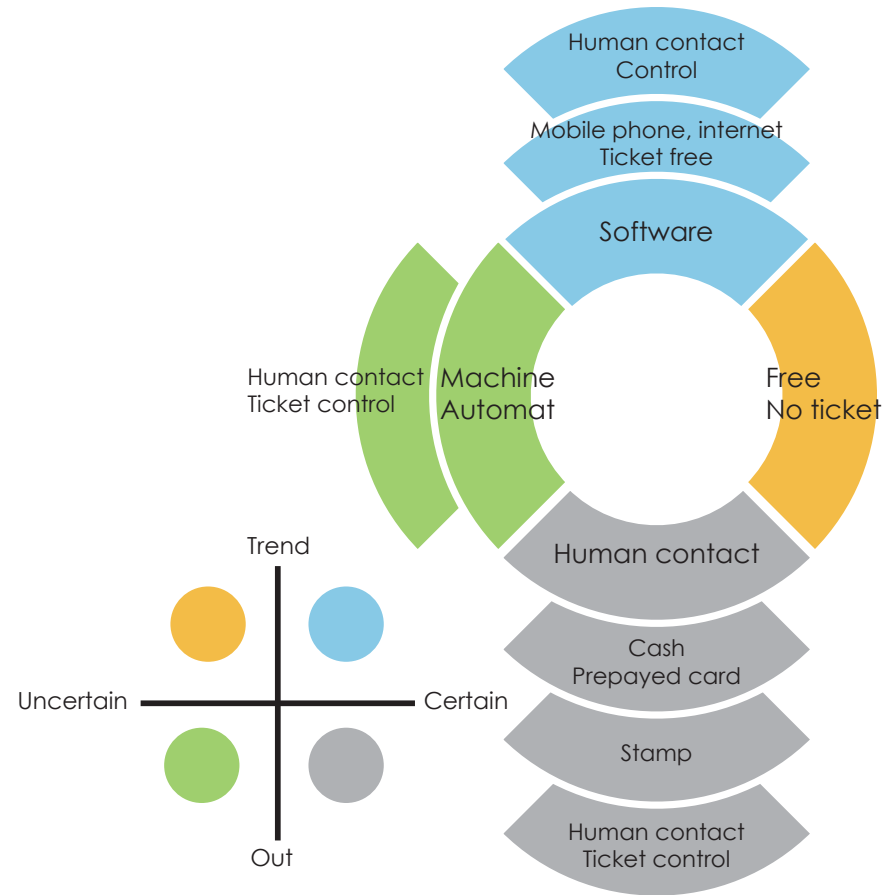 Human contact
Control
Mobile phone, internet
Ticket free
Software
Human contact
Ticket control
Machine
Automat
Free
No ticket
Human contact
Cash
Prepayed card
Stamp
Human contact
Ticket control
Trend
Uncertain
Certain
Out